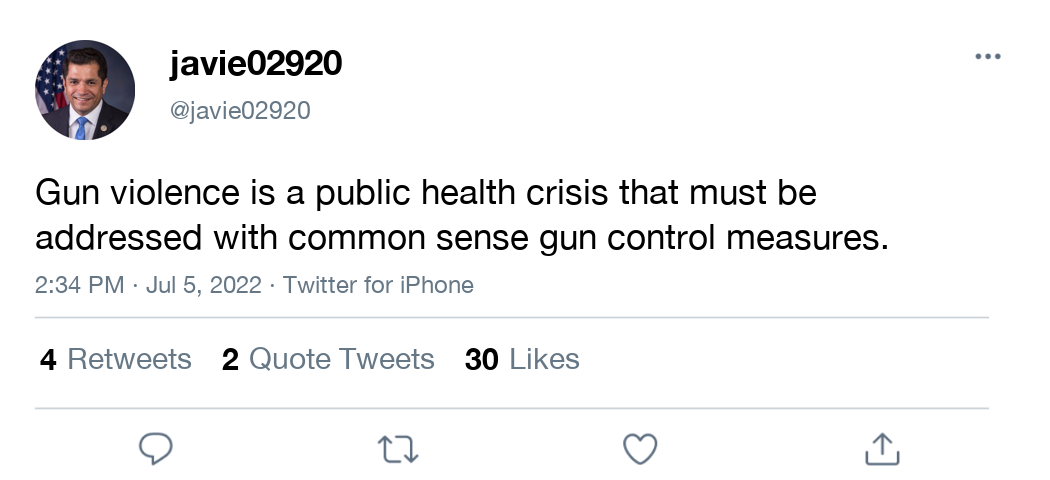 javie02920
@javie02920
Gun violence is a public health crisis that must be
addressed with common sense gun control measures.
2:34 PM · Jul 5, 2022 · Twitter for iPhone
4 Retweets 2 Quote Tweets 30 Likes